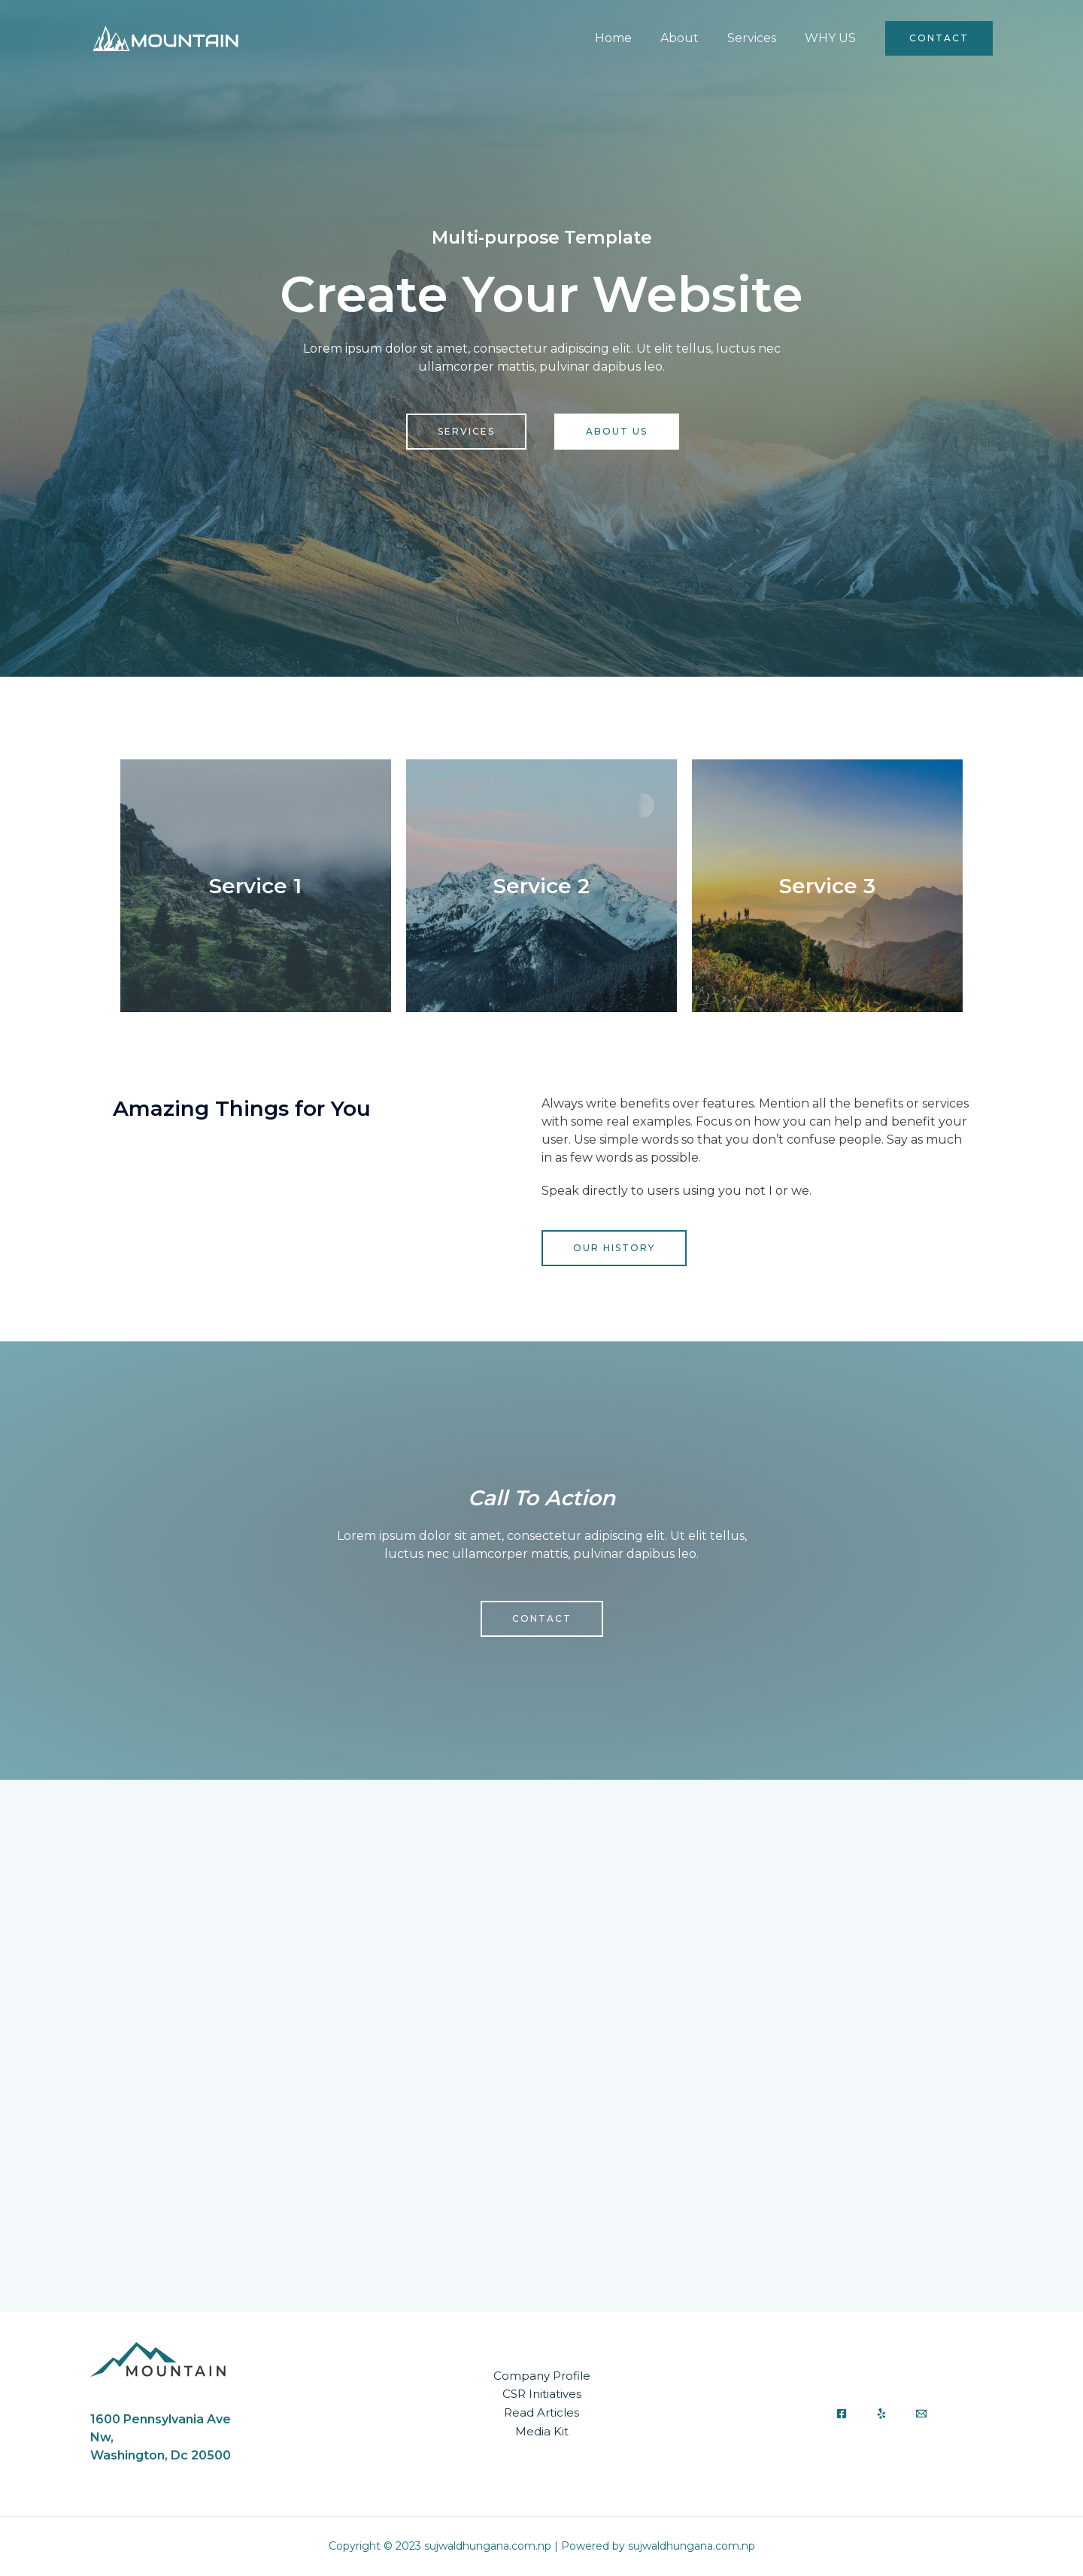 MOUNTAIN
Home About Services WHY US CONTACT
Multi-purpose Template
Create Your Website
Lorem ipsum dolor sit amet, consectetur adipiscing elit. Ut elit tellus, luctus nec
ullamcorper mattis, pulvinar dapibus leo.
SERVICES ABOUT US
Service 1 Service 2 Service 3
Amazing Things for You
Always write benefits over features. Mention all the benefits or services
with some real examples. Focus on how you can help and benefit your
user. Use simple words so that you don’t confuse people. Say as much
in as few words as possible.
Speak directly to users using you not I or we.
OUR HISTORY
Call To Action
Lorem ipsum dolor sit amet, consectetur adipiscing elit. Ut elit tellus,
luctus nec ullamcorper mattis, pulvinar dapibus leo.
CONTACT
MOUNTAIN
1600 Pennsylvania Ave
Nw,
Washington, Dc 20500
Company Profile
CSR Initiatives
Read Articles
Media Kit
Copyright © 2023 sujwaldhungana.com.np | Powered by sujwaldhungana.com.np